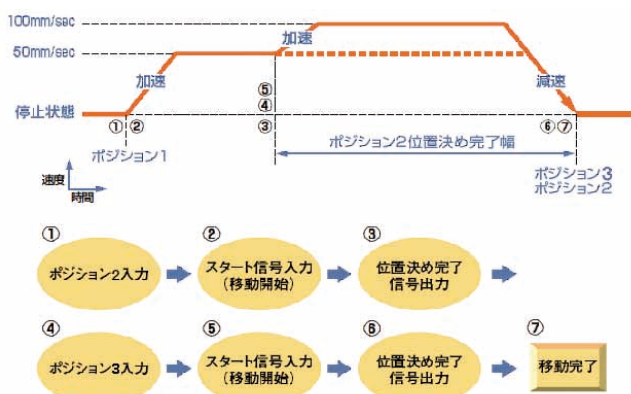 100mm/sec
50mm/sec
加速
加速
減速
停止状態
① ②
⑤
④
③
⑥ ⑦
ポジション1
ポジション2位置決め完了幅
ポジション3
ポジション2
速度
時間
①
ポジション2入力
②
スタート信号入力
(移動開始)
③
位置決め完了
信号出力
④
ポジション3入力
⑤
スタート信号入力
(移動開始)
⑥
位置決め完了
信号出力
⑦
移動完了